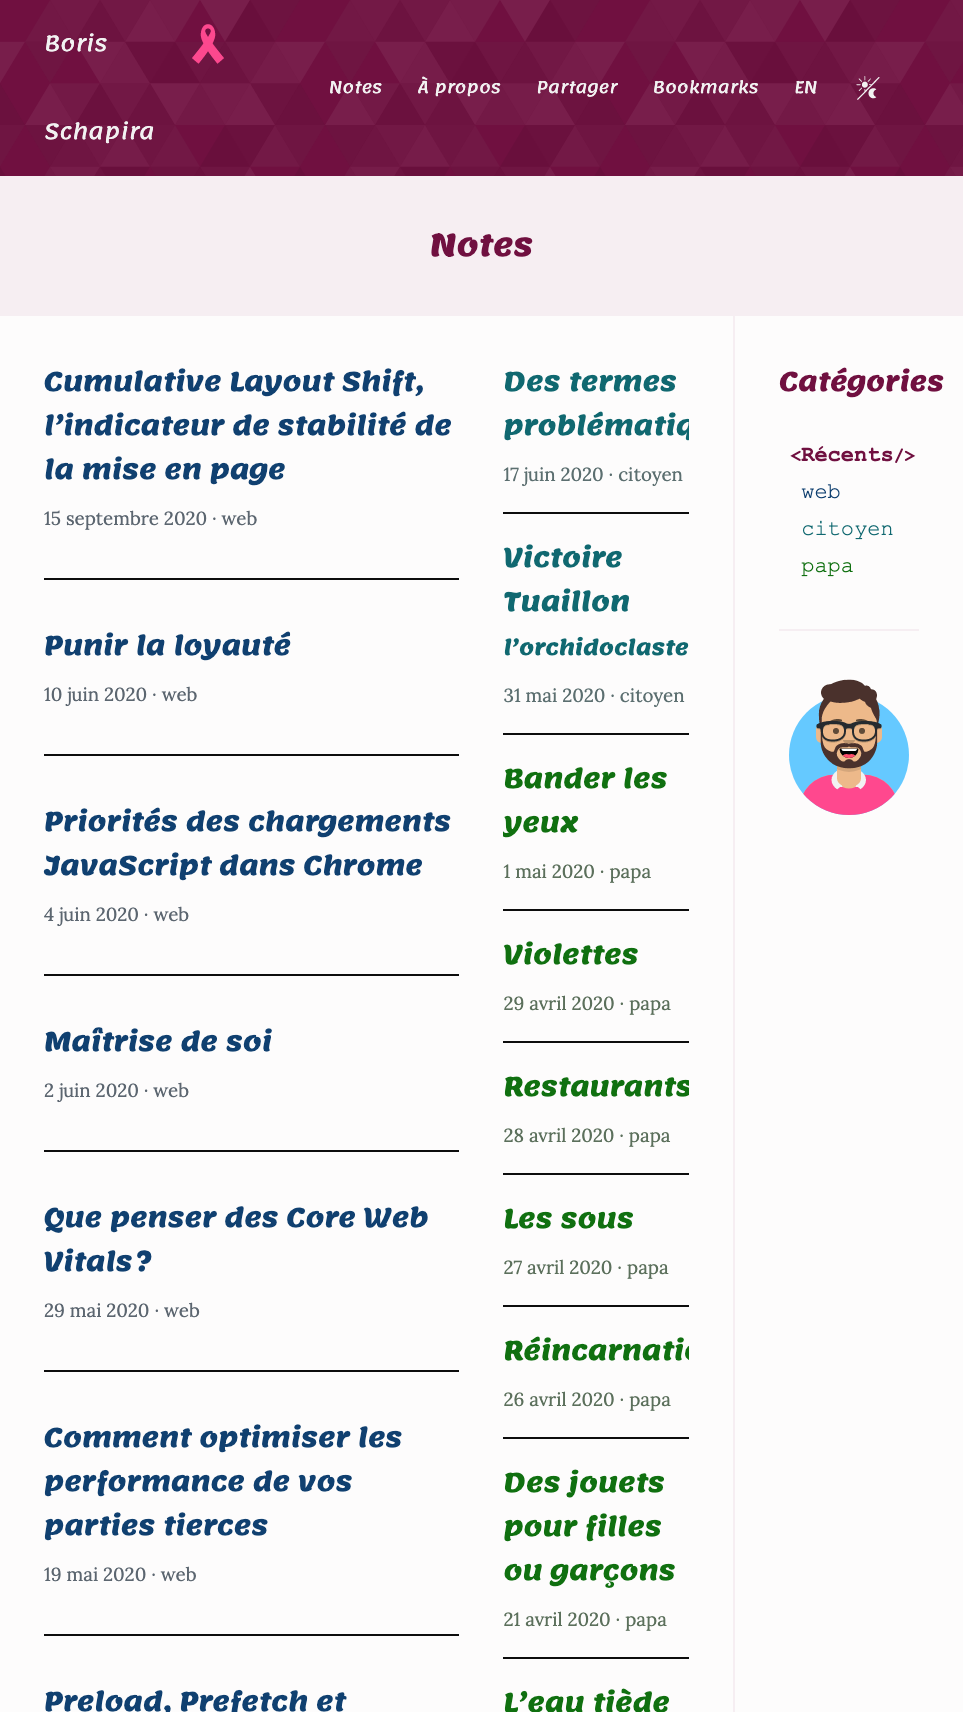 Boris
Schapira
Notes
À propos
Partager
Bookmarks
EN
Notes
Cumulative Layout Shift,
l’indicateur de stabilité de
la mise en page
15 septembre 2020 · web
Punir la loyauté
10 juin 2020 · web
Priorités des chargements
JavaScript dans Chrome
4 juin 2020 · web
Maîtrise de soi
2 juin 2020 · web
Que penser des Core Web
Vitals ?
29 mai 2020 · web
Comment optimiser les
performance de vos
parties tierces
19 mai 2020 · web
Preload, Prefetch et
Des termes
problématiq
17 juin 2020 · citoyen
Victoire
Tuaillon
l’orchidoclaste
31 mai 2020 · citoyen
Bander les
yeux
1 mai 2020 · papa
Violettes
29 avril 2020 · papa
Restaurants
28 avril 2020 · papa
Les sous
27 avril 2020 · papa
Réincarnatio
26 avril 2020 · papa
Des jouets
pour filles
ou garçons
21 avril 2020 · papa
L’eau tiède
Catégories
<Récents/>
web
citoyen
papa